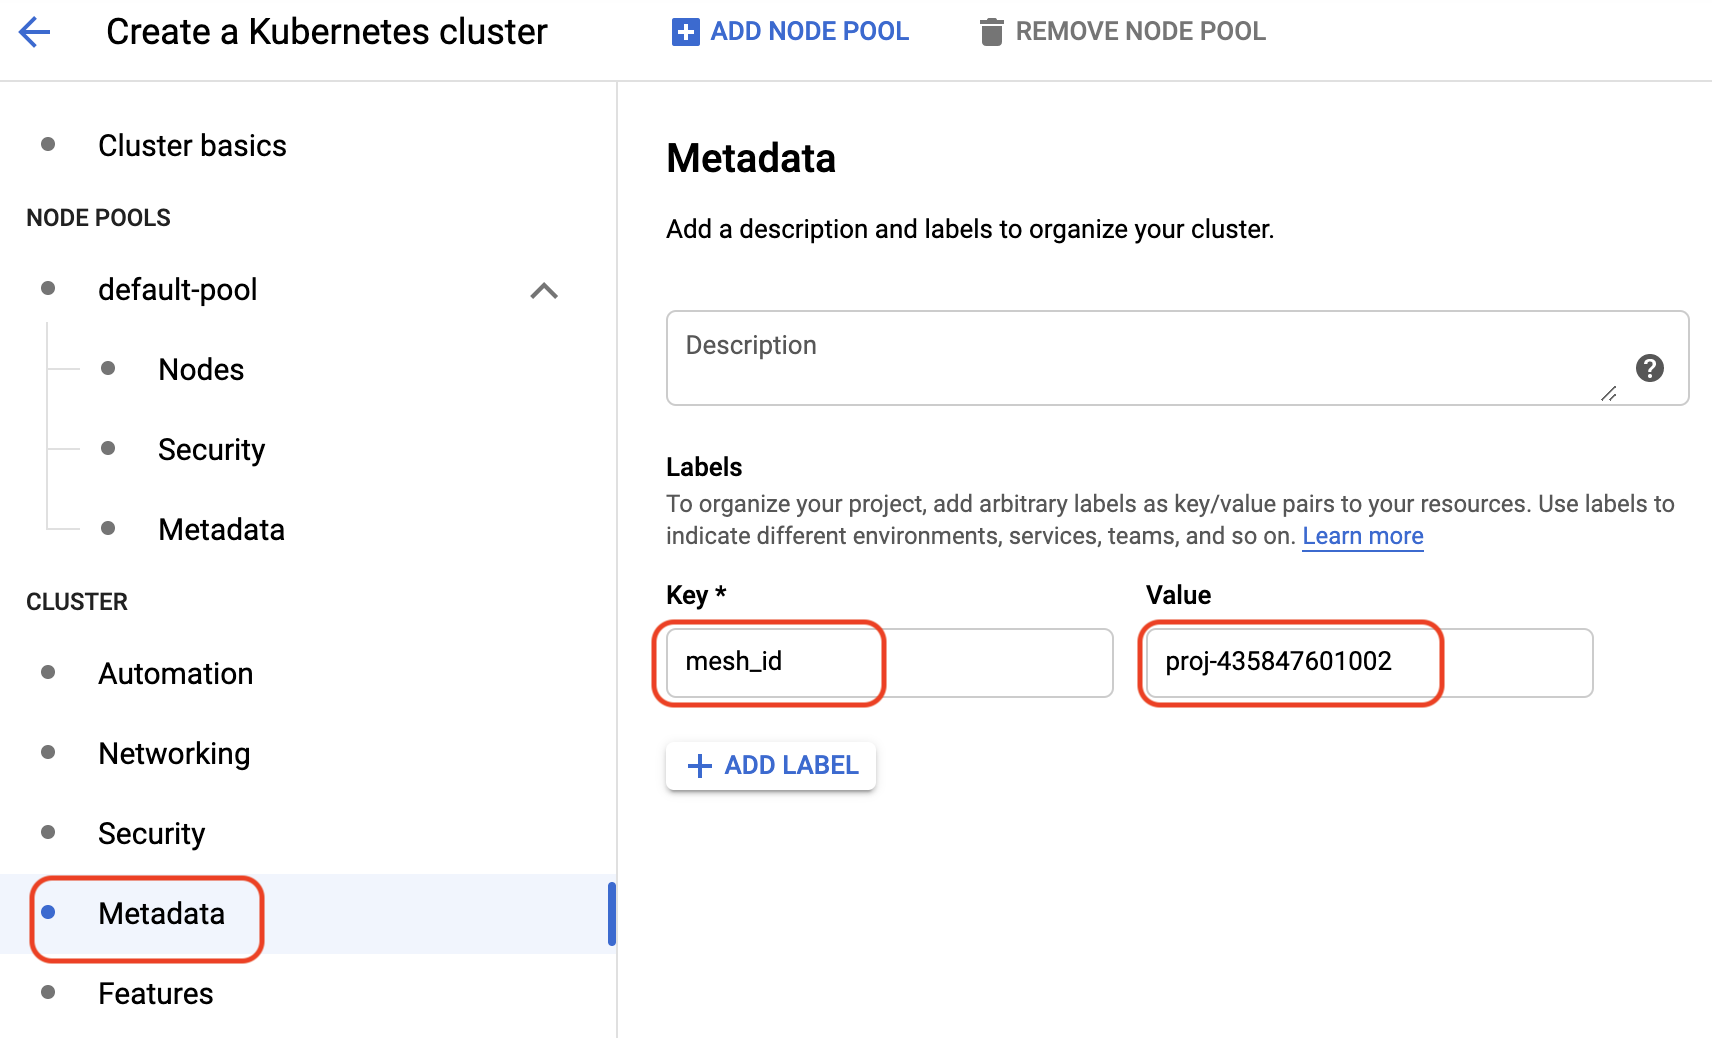 Create a Kubernetes cluster
ADD NODE POOL
REMOVE NODE POOL
Cluster basics
NODE POOLS
default-pool
Nodes
Security
Metadata
CLUSTER
Automation
Networking
Security
Metadata
Features
Metadata
Add a description and labels to organize your cluster.
Description
Labels
To organize your project, add arbitrary labels as key/value pairs to your resources. Use labels to
indicate different environments, services, teams, and so on. Learn more
Key *
Value
mesh_id
proj-435847601002
ADD LABEL